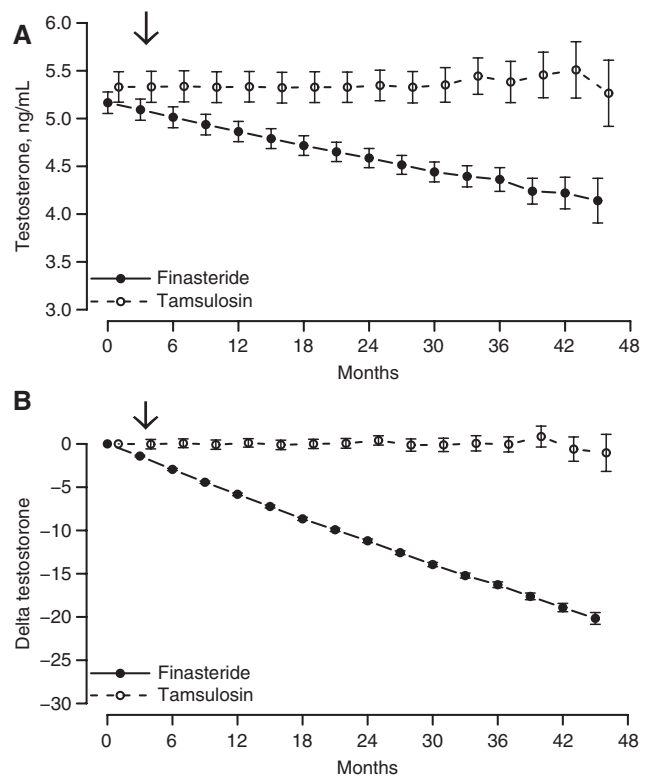 A
6.0
5.5
5.0
4.5
4.0
3.5
3.0
Testosterone, ng/mL
Finasteride
Tamsulosin
0 6 12 18 24 30 36 42 48
Months
B
0
−5
−10
−15
−20
−25
−30
Delta testostorone
Finasteride
Tamsulosin
0 6 12 18 24 30 36 42 48
Months